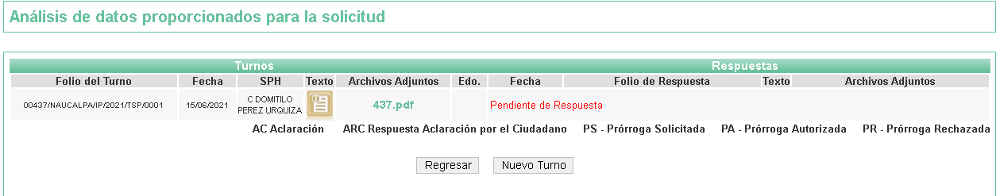 Análisis de datos proporcionados para la solicitud
Turnos Respuestas
Folio del Turno Fecha SPH Texto Archivos Adjuntos Edo. Fecha Folio de Respuesta Texto Archivos Adjuntos
00437/NAUCALPA/IP/2021/TSP/0001 15/06/2021 C DOMITILO PEREZ URQUIZA 437.pdf Pendiente de Respuesta
AC Aclaración ARC Respuesta Aclaración por el Ciudadano PS - Prórroga Solicitada PA - Prórroga Autorizada PR - Prórroga Rechazada
Regresar Nuevo Turno